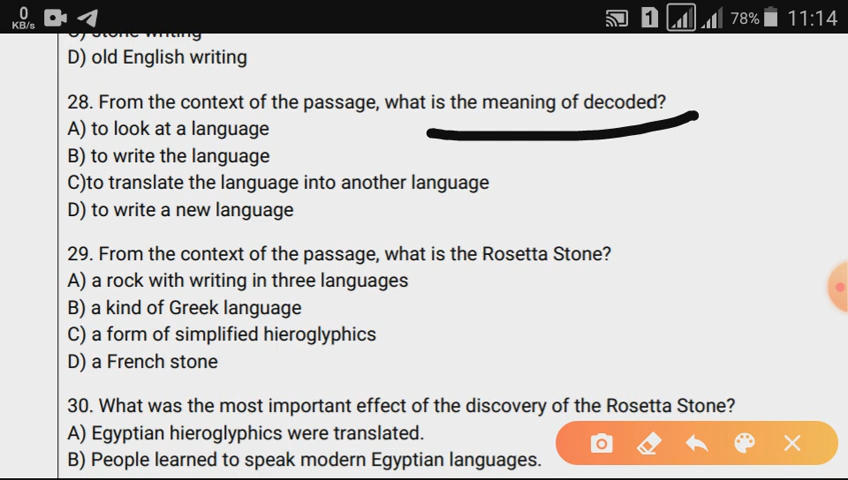 0
KB/s
1
78%
11:14
C) stone writing
D) old English writing
28. From the context of the passage, what is the meaning of decoded?
A) to look at a language
B) to write the language
C)to translate the language into another language
D) to write a new language
29. From the context of the passage, what is the Rosetta Stone?
A) a rock with writing in three languages
B) a kind of Greek language
C) a form of simplified hieroglyphics
D) a French stone
30. What was the most important effect of the discovery of the Rosetta Stone?
A) Egyptian hieroglyphics were translated.
B) People learned to speak modern Egyptian languages.